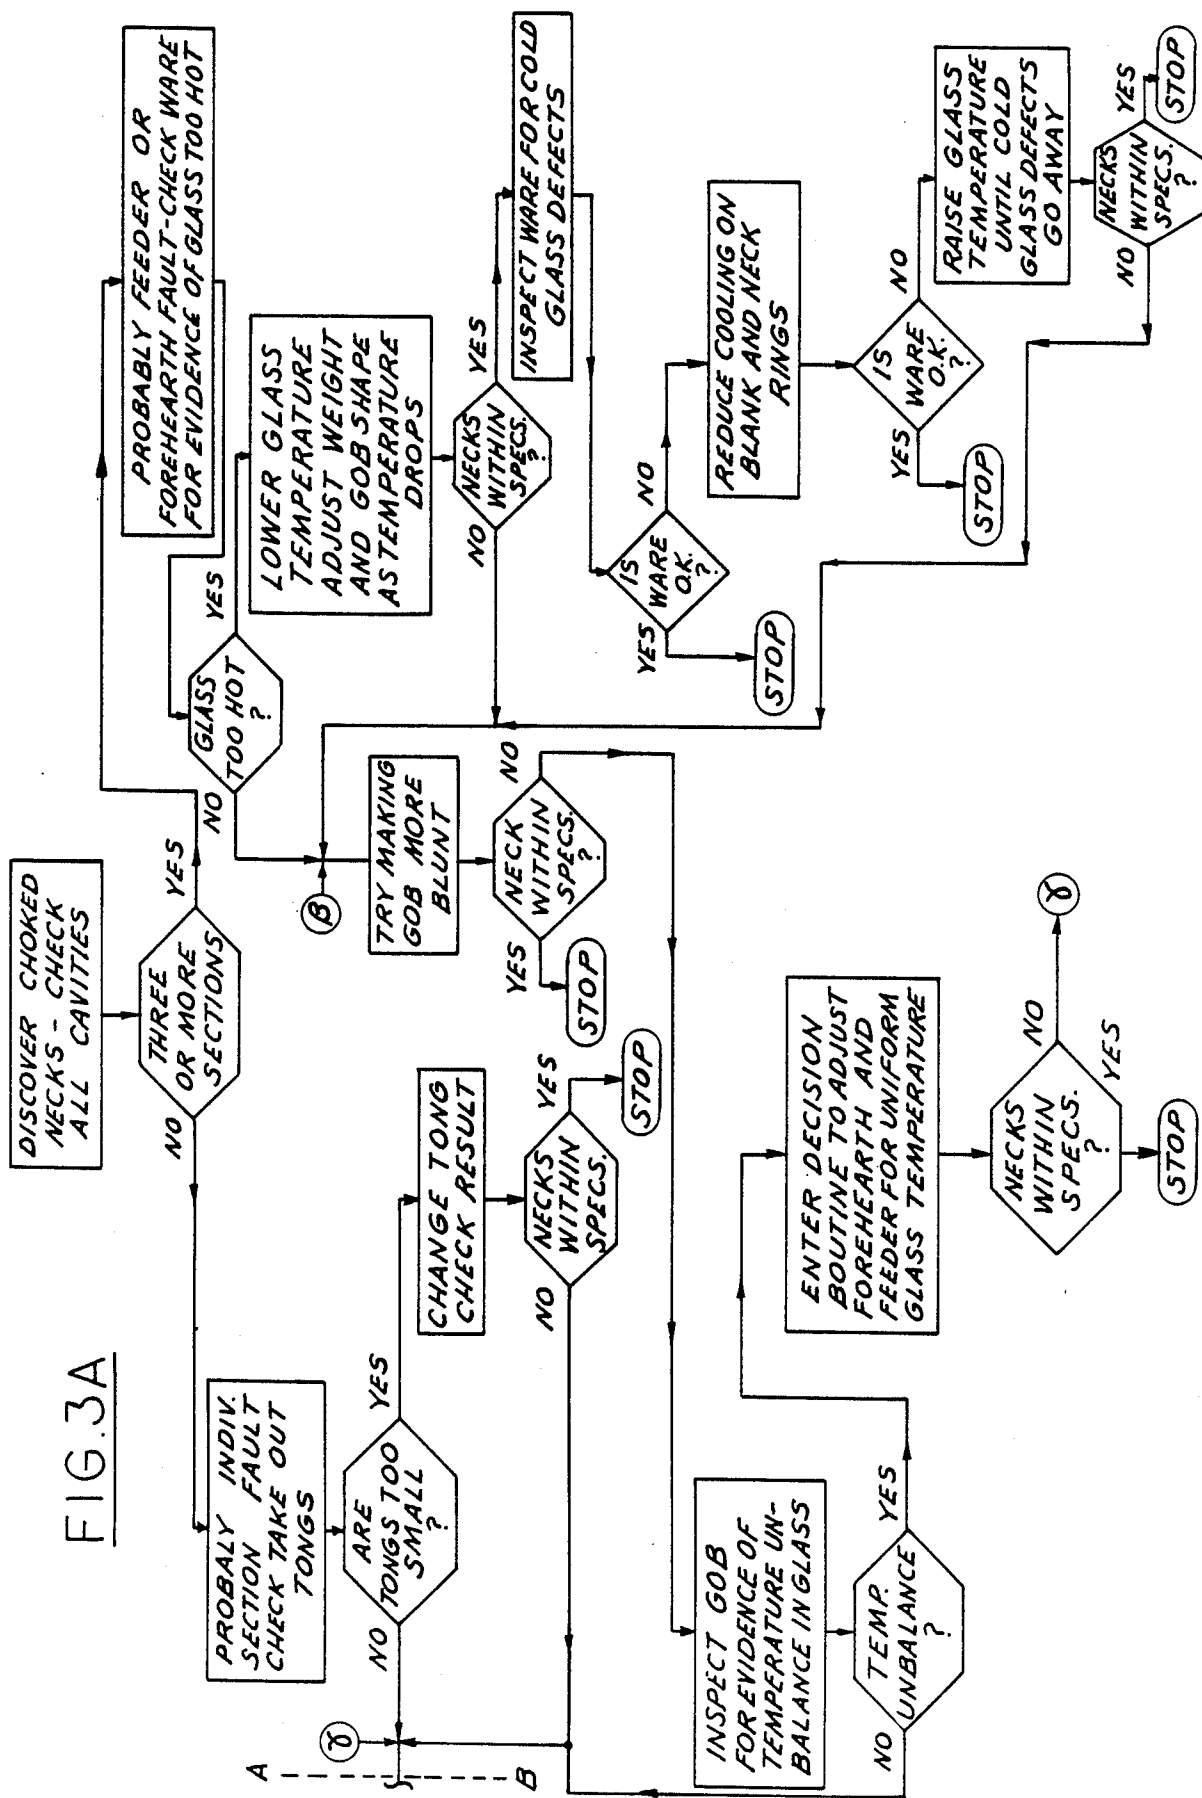 FIG.3A
DISCOVER CHOKED
NECKS - CHECK
ALL CAVITIES
THREE
OR MORE
SECTIONS
YES
NO
PROBABLY FEEDER OR
FOREHEARTH FAULT-CHECK WARE
FOR EVIDENCE OF GLASS TOO HOT
GLASS
TOO HOT
?
YES
NO
LOWER GLASS
TEMPERATURE
ADJUST WEIGHT
AND GOB SHAPE
AS TEMPERATURE
DROPS
NECKS
WITHIN
SPECS.
?
YES
NO
INSPECT WARE FOR COLD
GLASS DEFECTS
IS
WARE
O.K.
?
YES
NO
STOP
REDUCE COOLING ON
BLANK AND NECK
RINGS
IS
WARE
O.K.
?
YES
NO
STOP
RAISE GLASS
TEMPERATURE
UNTIL COLD
GLASS DEFECTS
GO AWAY
NECKS
WITHIN
SPECS.
?
YES
NO
STOP
β
TRY MAKING
GOB MORE
BLUNT
NECK
WITHIN
SPECS.
?
YES
NO
STOP
PROBALY INDIV.
SECTION FAULT
CHECK TAKE OUT
TONGS
ARE
TONGS TOO
SMALL
?
YES
NO
CHANGE TONG
CHECK RESULT
NECKS
WITHIN
SPECS.
YES
NO
STOP
γ
A
B
INSPECT GOB
FOR EVIDENCE OF
TEMPERATURE UN-
BALANCE IN GLASS
TEMP.
UNBALANCE
?
YES
NO
ENTER DECISION
BOUTINE TO ADJUST
FOREHEARTH AND
FEEDER FOR UNIFORM
GLASS TEMPERATURE
NECKS
WITHIN
SPECS.
?
NO
YES
γ
STOP